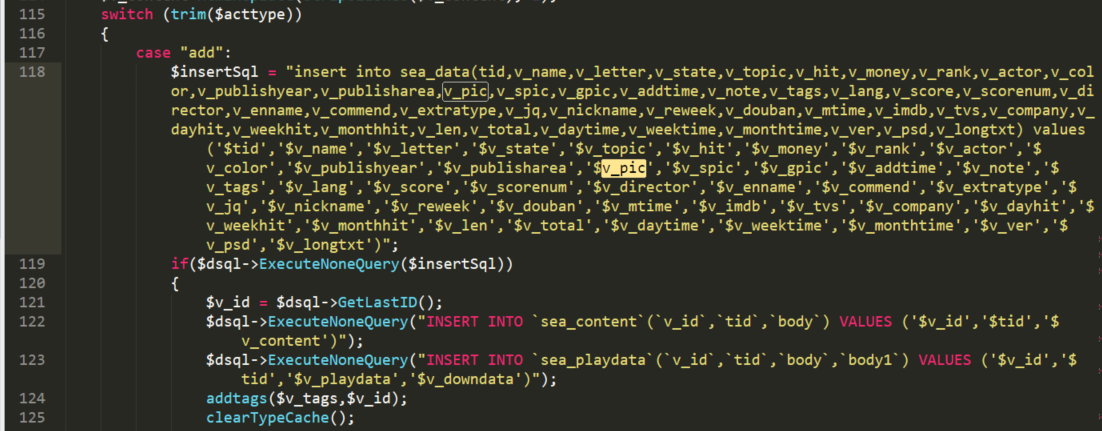 115 switch (trim($acttype))
116 {
117 case "add":
118 $insertSql = "insert into sea_data(tid,v_name,v_letter,v_state,v_topic,v_hit,v_money,v_rank,v_actor,v_col
or,v_publishyear,v_publisharea,v_pic,v_spic,v_gpic,v_addtime,v_note,v_tags,v_lang,v_score,v_scorenum,v_di
rector,v_enname,v_commend,v_extratype,v_jq,v_nickname,v_reweek,v_douban,v_mtime,v_imdb,v_tvs,v_company,v_
dayhit,v_weekhit,v_monthhit,v_len,v_total,v_daytime,v_weektime,v_monthtime,v_ver,v_psd,v_longtxt) values
('$tid','$v_name','$v_letter','$v_state','$v_topic','$v_hit','$v_money','$v_rank','$v_actor','$
v_color','$v_publishyear','$v_publisharea','$v_pic','$v_spic','$v_gpic','$v_addtime','$v_note','$
v_tags','$v_lang','$v_score','$v_scorenum','$v_director','$v_enname','$v_commend','$v_extratype','$
v_jq','$v_nickname','$v_reweek','$v_douban','$v_mtime','$v_imdb','$v_tvs','$v_company','$v_dayhit','$
v_weekhit','$v_monthhit','$v_len','$v_total','$v_daytime','$v_weektime','$v_monthtime','$v_ver','$
v_psd','$v_longtxt')";
119 if($dsql->ExecuteNoneQuery($insertSql))
120 {
121 $v_id = $dsql->GetLastID();
122 $dsql->ExecuteNoneQuery("INSERT INTO `sea_content`(`v_id`,`tid`,`body`) VALUES ('$v_id','$tid','$
v_content')");
123 $dsql->ExecuteNoneQuery("INSERT INTO `sea_playdata`(`v_id`,`tid`,`body`,`body1`) VALUES ('$v_id','$
tid','$v_playdata','$v_downdata')");
124 addtags($v_tags,$v_id);
125 clearTypeCache();